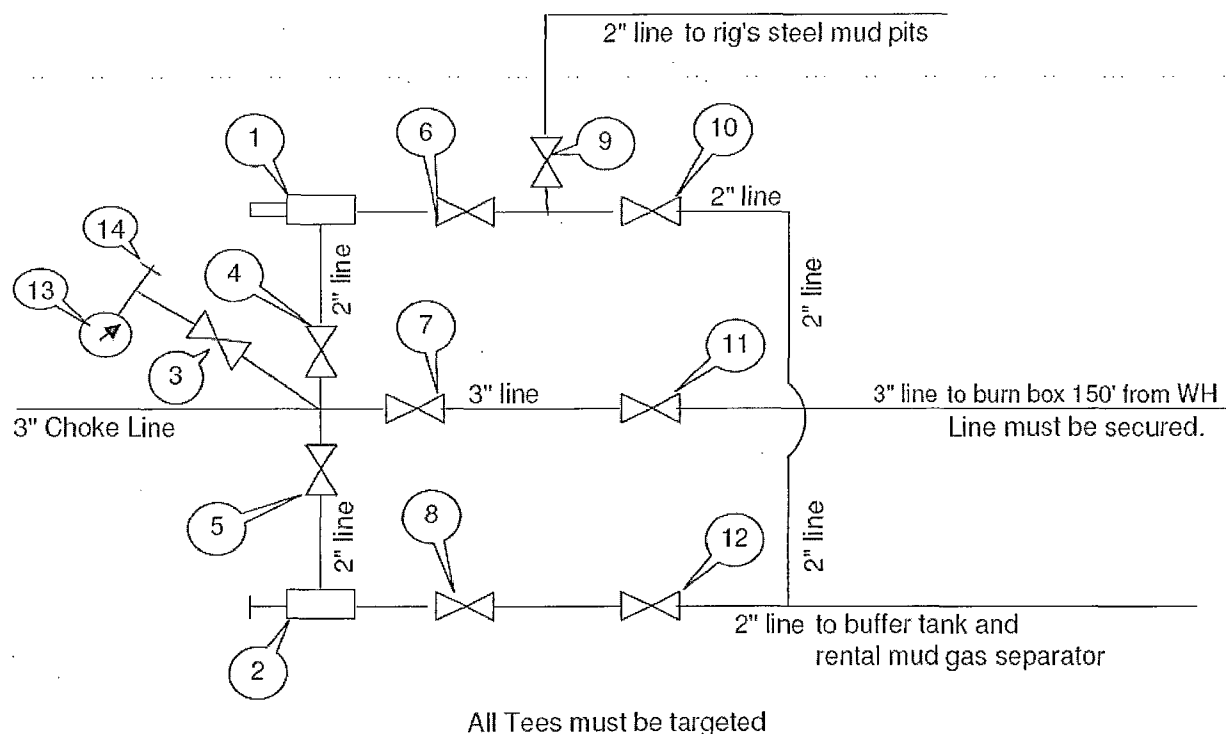 2" line to rig's steel mud pits
1
6
9
10
2" line
14
13
4
2" line
3
7
11
2" line
3" Choke Line
3" line
3" line to burn box 150' from WH
Line must be secured.
5
2" line
8
12
2" line
2
2" line to buffer tank and
rental mud gas separator
All Tees must be targeted